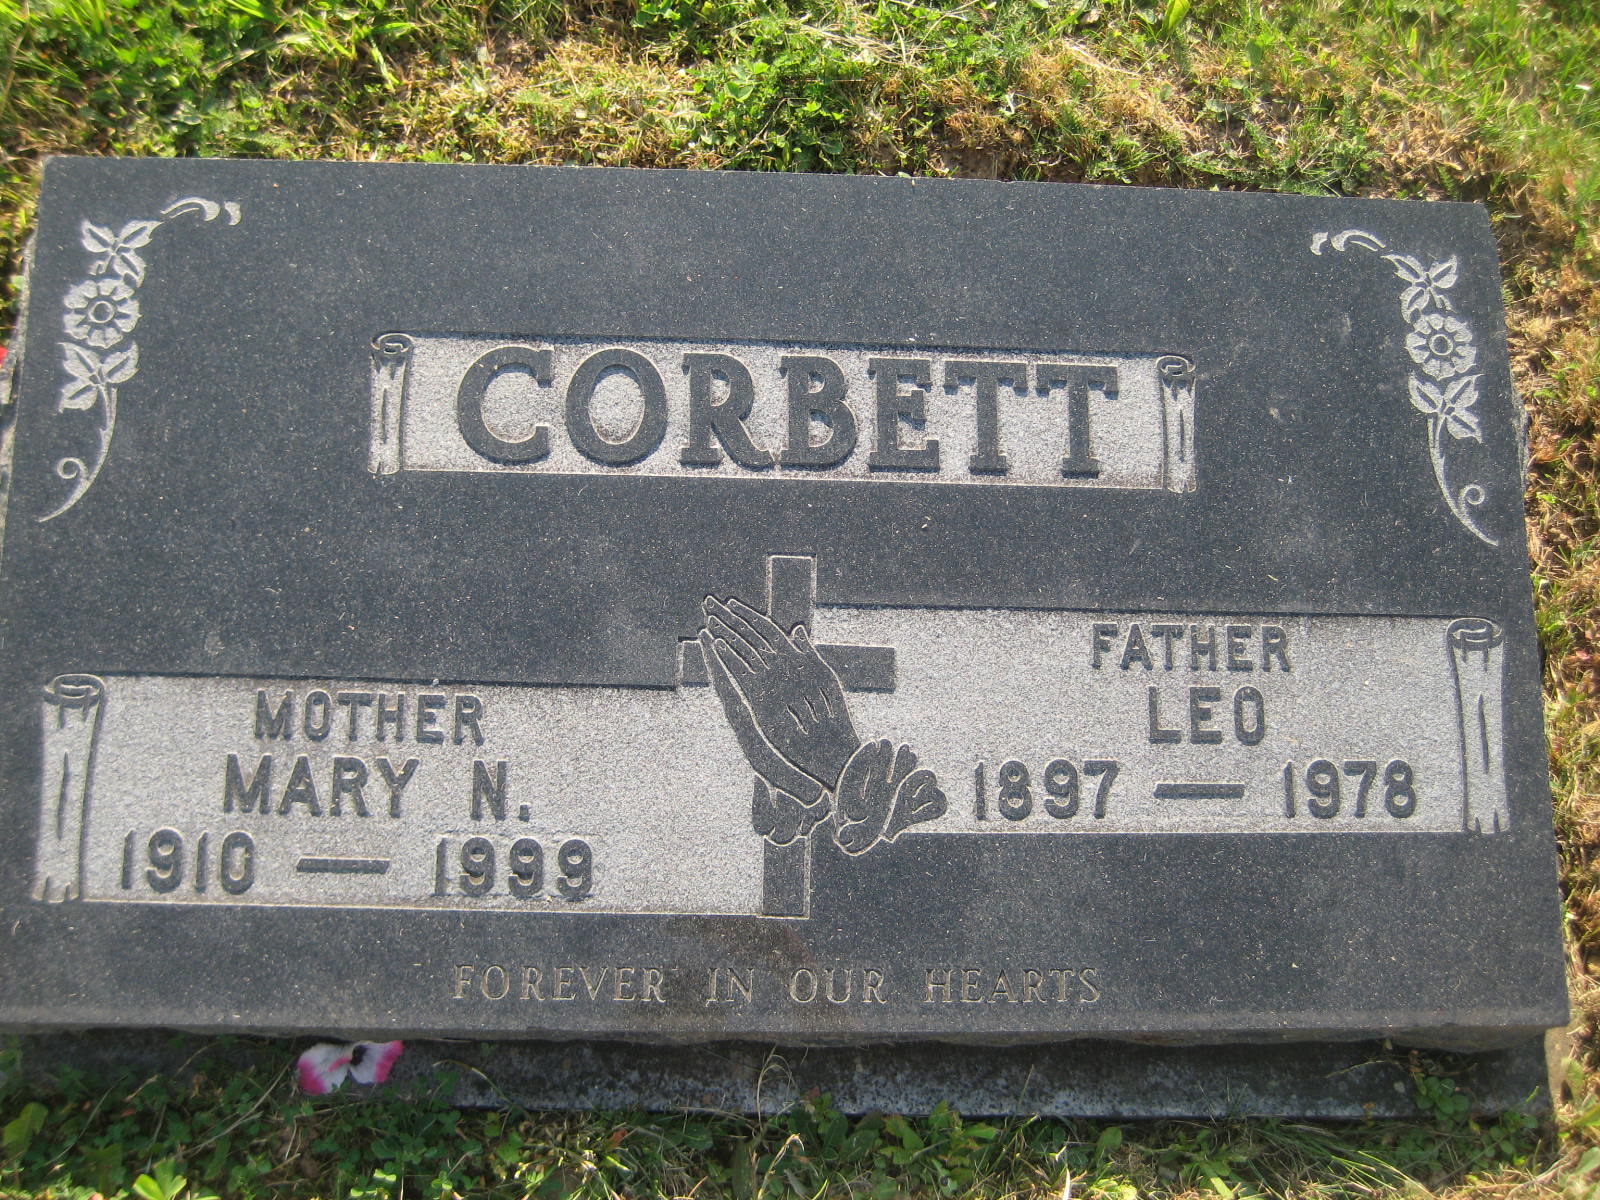 CORBETT
MOTHER
MARY N.
1910 — 1999
FATHER
LEO
1897 — 1978
FOREVER IN OUR HEARTS